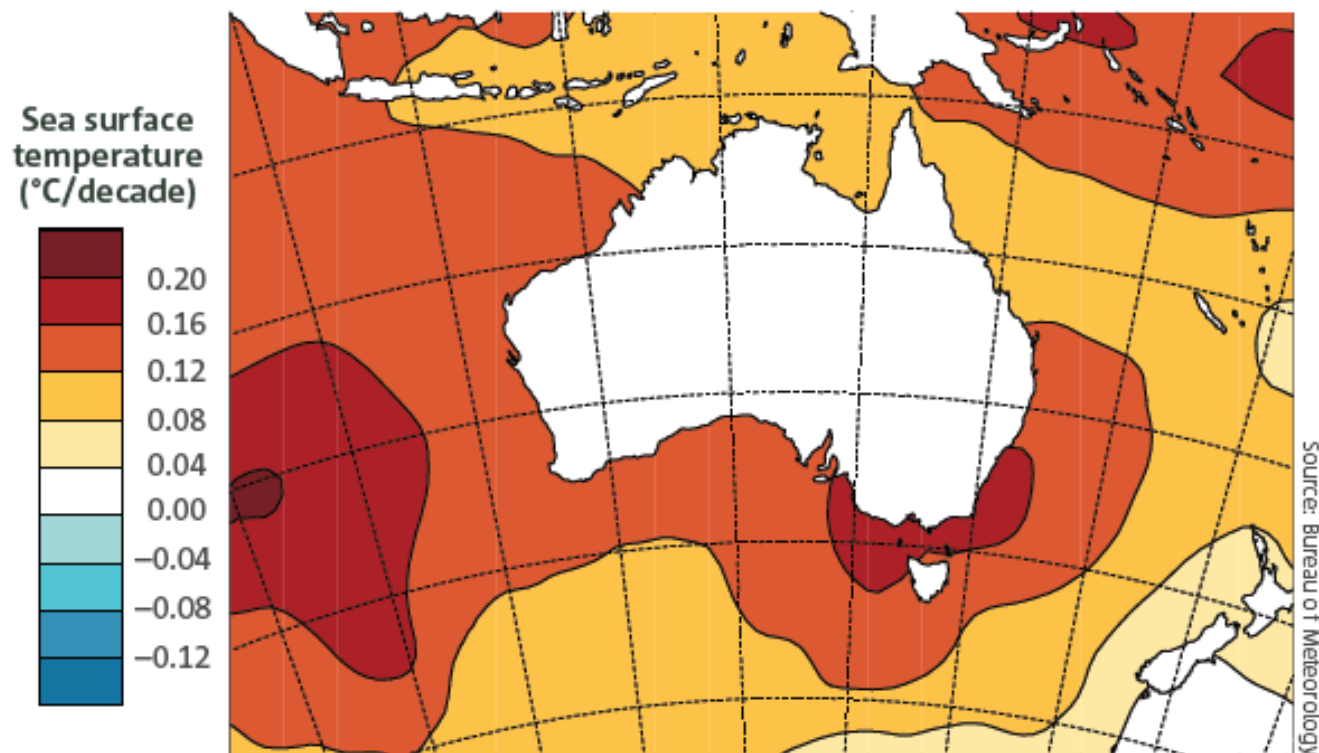 Sea surface
temperature
(°C/decade)
0.20
0.16
0.12
0.08
0.04
0.00
–0.04
–0.08
–0.12
Source: Bureau of Meteorology